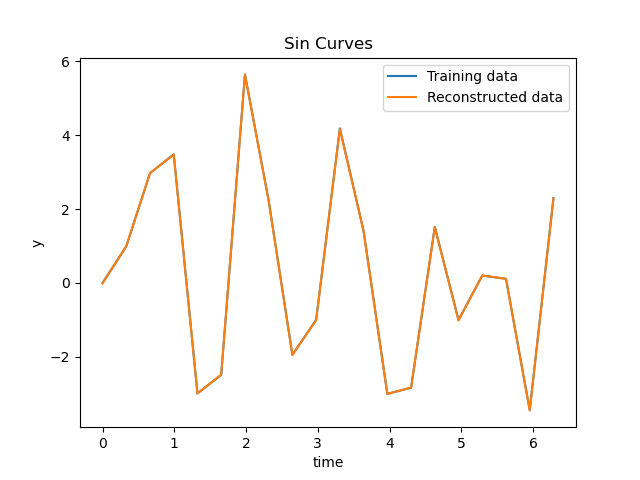 Sin Curves
Training data
Reconstructed data
6
4
2
0
−2
y
0 1 2 3 4 5 6
time